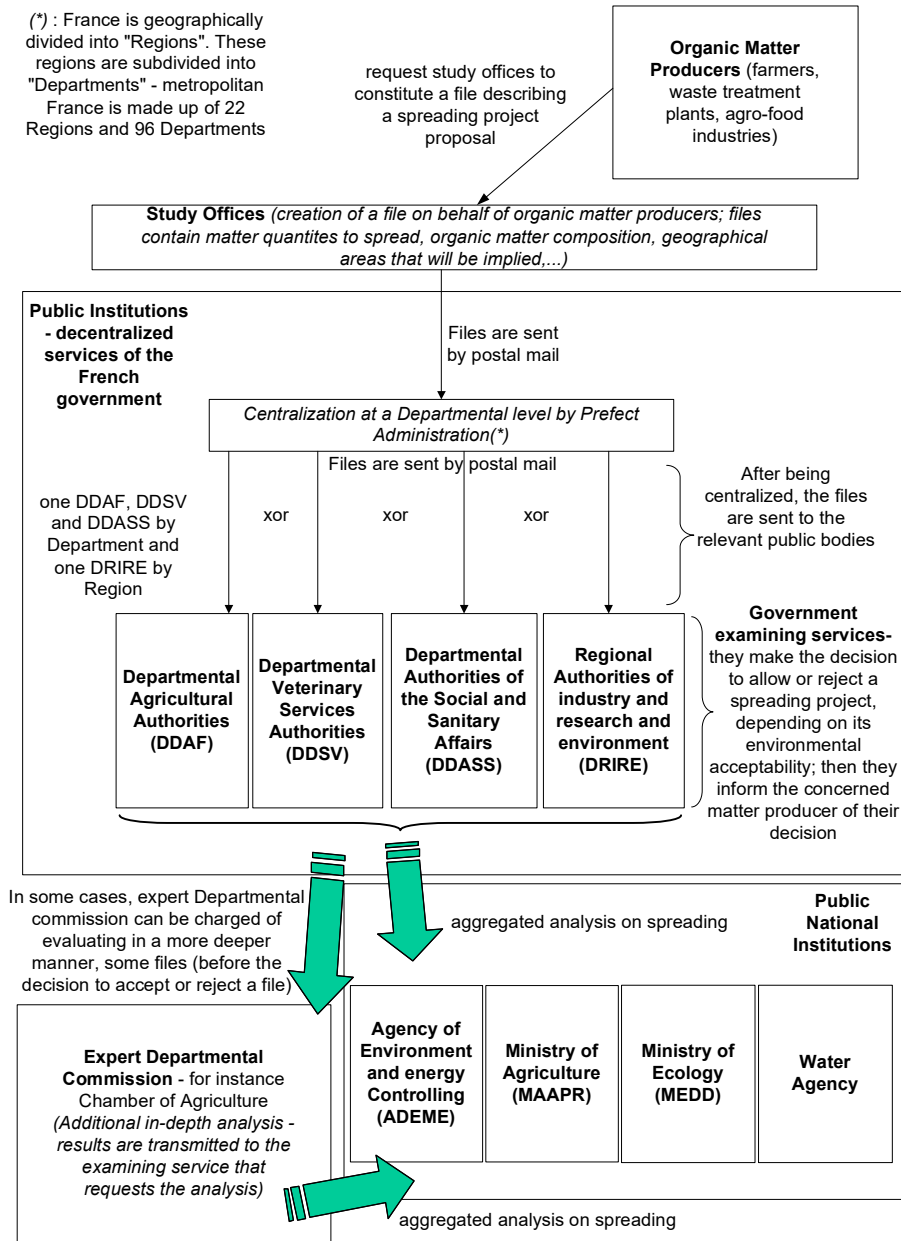 (*) : France is geographically
divided into "Regions". These
regions are subdivided into
"Departments" - metropolitan
France is made up of 22
Regions and 96 Departments
request study offices to
constitute a file describing
a spreading project
proposal
Organic Matter
Producers (farmers,
waste treatment
plants, agro-food
industries)
Study Offices (creation of a file on behalf of organic matter producers; files
contain matter quantites to spread, organic matter composition, geographical
areas that will be implied,...)
Public Institutions
- decentralized
services of the
French
government
Files are sent
by postal mail
Centralization at a Departmental level by Prefect
Administration(*)
Files are sent by postal mail
one DDAF, DDSV
and DDASS by
Department and
one DRIRE by
Region
xor
xor
xor
After being
centralized, the files
are sent to the
relevant public bodies
Departmental
Agricultural
Authorities
(DDAF)
Departmental
Veterinary
Services
Authorities
(DDSV)
Departmental
Authorities of
the Social and
Sanitary
Affairs
(DDASS)
Regional
Authorities of
industry and
research and
environment
(DRIRE)
Government
examining services-
they make the decision
to allow or reject a
spreading project,
depending on its
environmental
acceptability; then they
inform the concerned
matter producer of their
decision
In some cases, expert Departmental
commission can be charged of
evaluating in a more deeper
manner, some files (before the
decision to accept or reject a file)
aggregated analysis on spreading
Public
National
Institutions
Agency of
Environment
and energy
Controlling
(ADEME)
Ministry of
Agriculture
(MAAPR)
Ministry of
Ecology
(MEDD)
Water
Agency
Expert Departmental
Commission - for instance
Chamber of Agriculture
(Additional in-depth analysis -
results are transmitted to the
examining service that
requests the analysis)
aggregated analysis on spreading